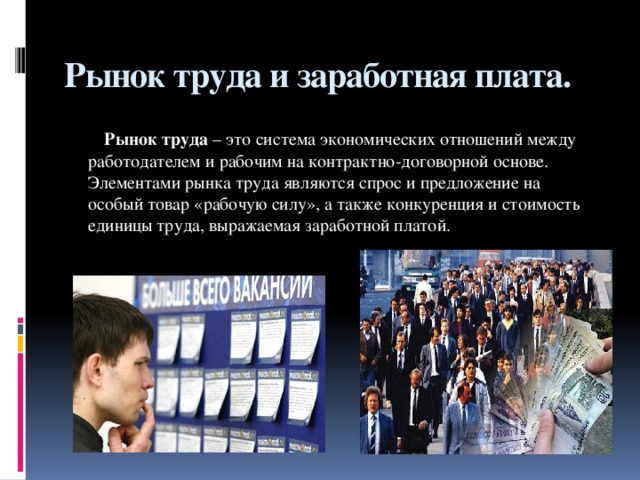 Рынок труда и заработная плата.
Рынок труда – это система экономических отношений между
работодателем и рабочим на контрактно-договорной основе.
Элементами рынка труда являются спрос и предложение на
особый товар «рабочую силу», а также конкуренция и стоимость
единицы труда, выражаемая заработной платой.
БОЛЬШЕ ВСЕГО ВАКАНСИЙ